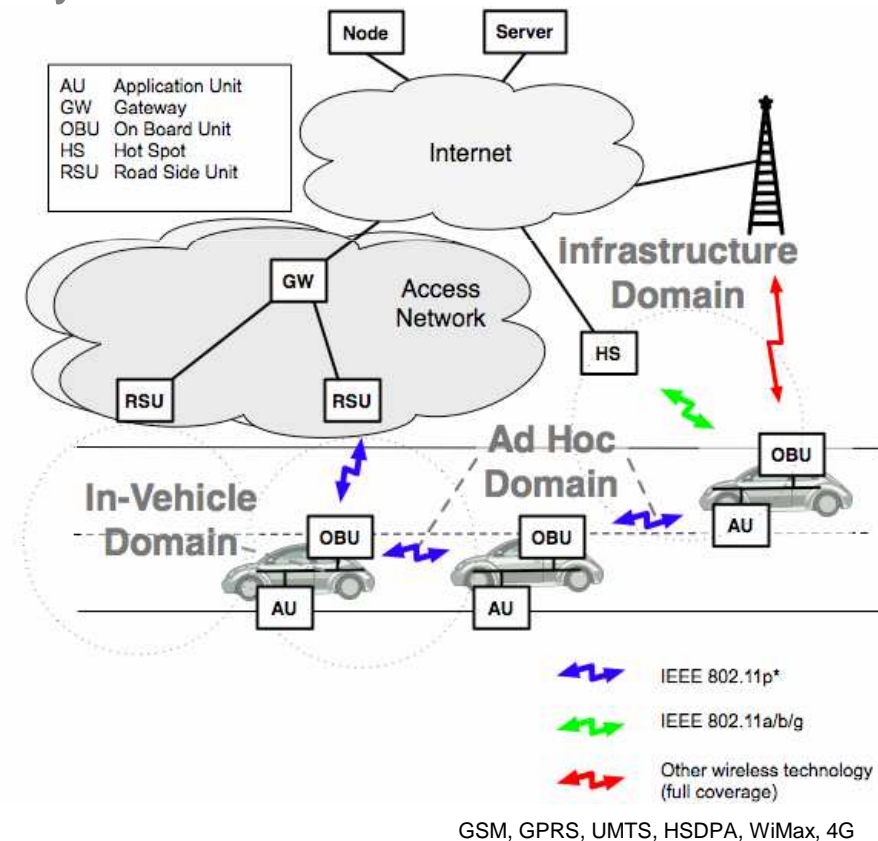 Node
Server
AU Application Unit
GW Gateway
OBU On Board Unit
HS Hot Spot
RSU Road Side Unit
Internet
Infrastructure
Domain
GW
Access
Network
HS
RSU
RSU
Ad Hoc
Domain
OBU
In-Vehicle
Domain
OBU
OBU
AU
AU
AU
IEEE 802.11p*
IEEE 802.11a/b/g
Other wireless technology
(full coverage)
GSM, GPRS, UMTS, HSDPA, WiMax, 4G